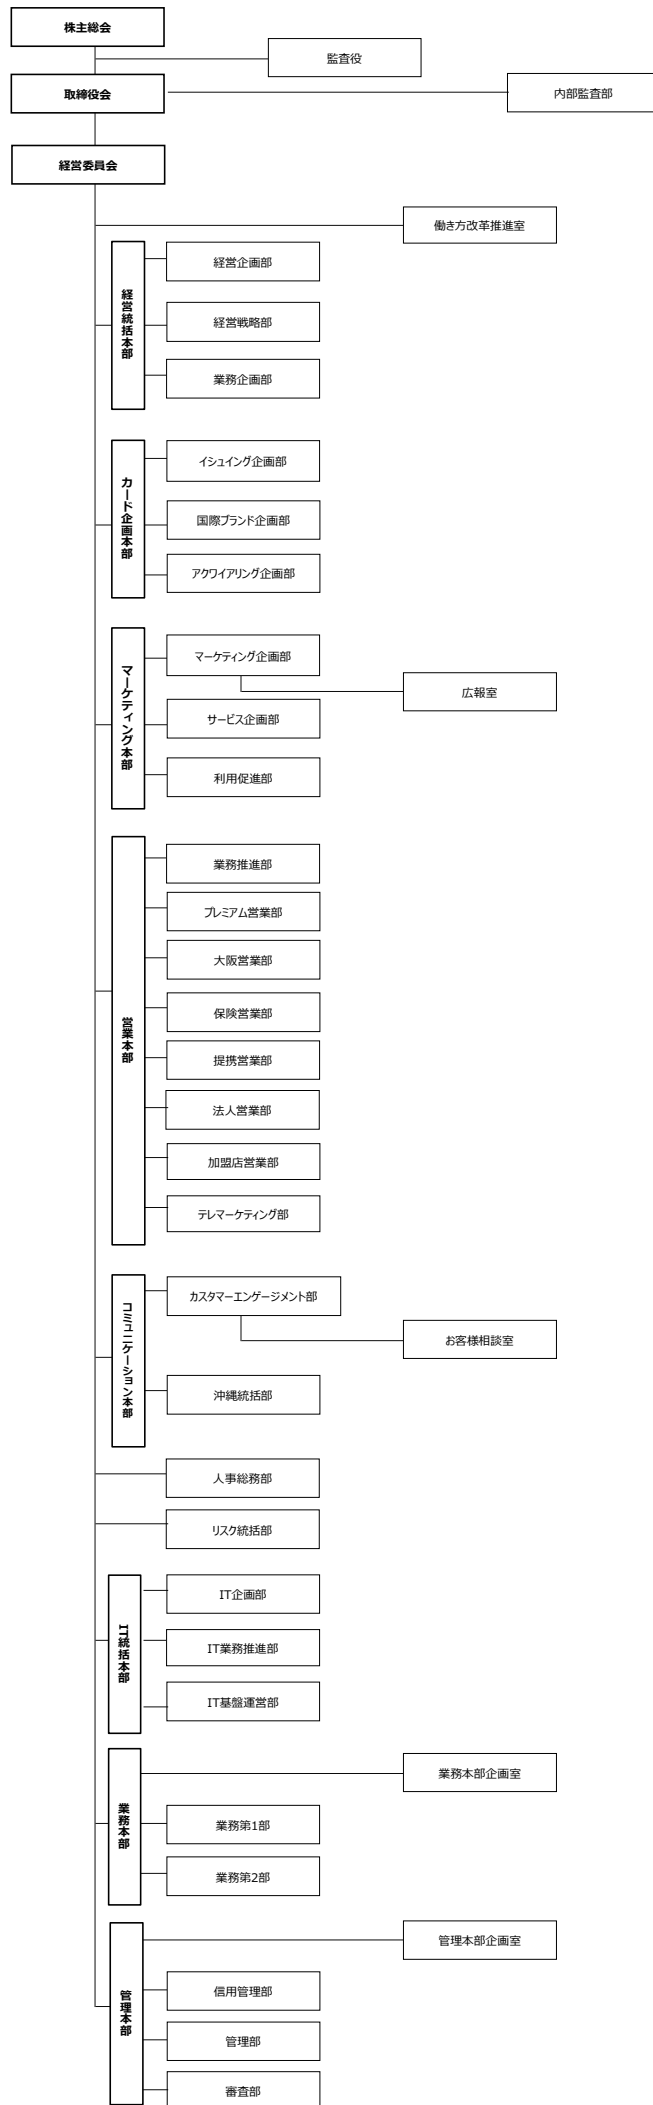 株主総会
監査役
取締役会
内部監査部
経営委員会
働き方改革推進室
経営統括本部
経営企画部
経営戦略部
業務企画部
カード企画本部
イシュイング企画部
国際ブランド企画部
アクワイアリング企画部
マーケティング本部
マーケティング企画部
広報室
サービス企画部
利用促進部
営業本部
業務推進部
プレミアム営業部
大阪営業部
保険営業部
提携営業部
法人営業部
加盟店営業部
テレマーケティング部
コミュニケーション本部
カスタマーエンゲージメント部
お客様相談室
沖縄統括部
人事総務部
リスク統括部
IT統括本部
IT企画部
IT業務推進部
IT基盤運営部
業務本部
業務本部企画室
業務第1部
業務第2部
管理本部
管理本部企画室
信用管理部
管理部
審査部